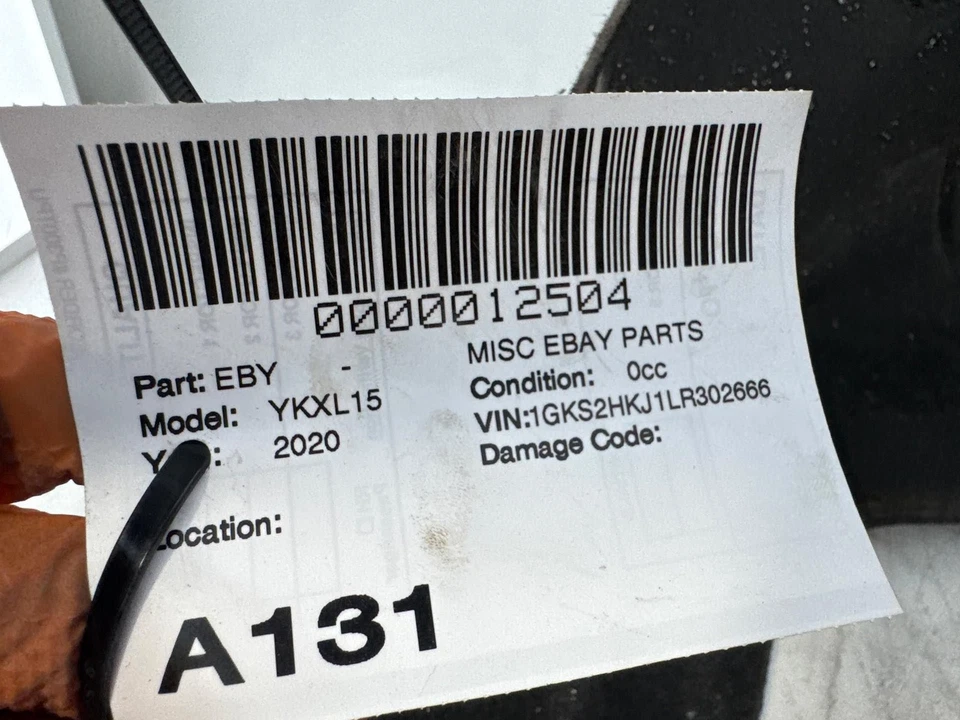 0000012504
Part: EBY -
MISC EBAY PARTS
Model: YKXL15
Condition: 0cc
2020
VIN:1GKS2HKJ1LR302666
Damage Code:
Location:
A131